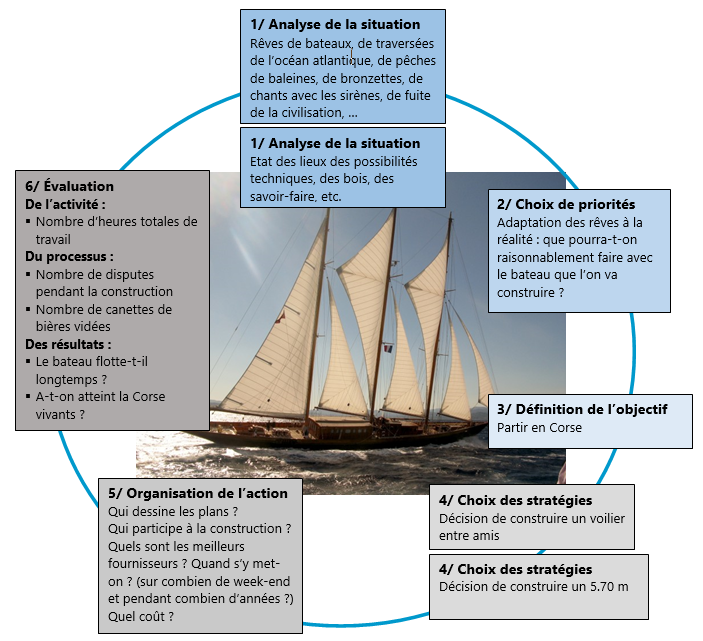 1/ Analyse de la situation
Rêves de bateaux, de traversées
de l'océan atlantique, de pêches
de baleines, de bronzettes, de
chants avec les sirènes, de fuite
de la civilisation, ...
1/ Analyse de la situation
Etat des lieux des possibilités
techniques, des bois, des
savoir-faire, etc.
2/ Choix de priorités
Adaptation des rêves à la
réalité : que pourra-t-on
raisonnablement faire avec
le bateau que l'on va
construire ?
3/ Définition de l'objectif
Partir en Corse
4/ Choix des stratégies
Décision de construire un voilier
entre amis
4/ Choix des stratégies
Décision de construire un 5.70 m
5/ Organisation de l'action
Qui dessine les plans ?
Qui participe à la construction ?
Quels sont les meilleurs
fournisseurs ? Quand s'y met-
on ? (sur combien de week-end
et pendant combien d'années ?)
Quel coût ?
6/ Évaluation
De l'activité :
▪ Nombre d'heures totales de
travail
Du processus :
▪ Nombre de disputes
pendant la construction
▪ Nombre de canettes de
bières vidées
Des résultats :
▪ Le bateau flotte-t-il
longtemps ?
▪ A-t-on atteint la Corse
vivants ?